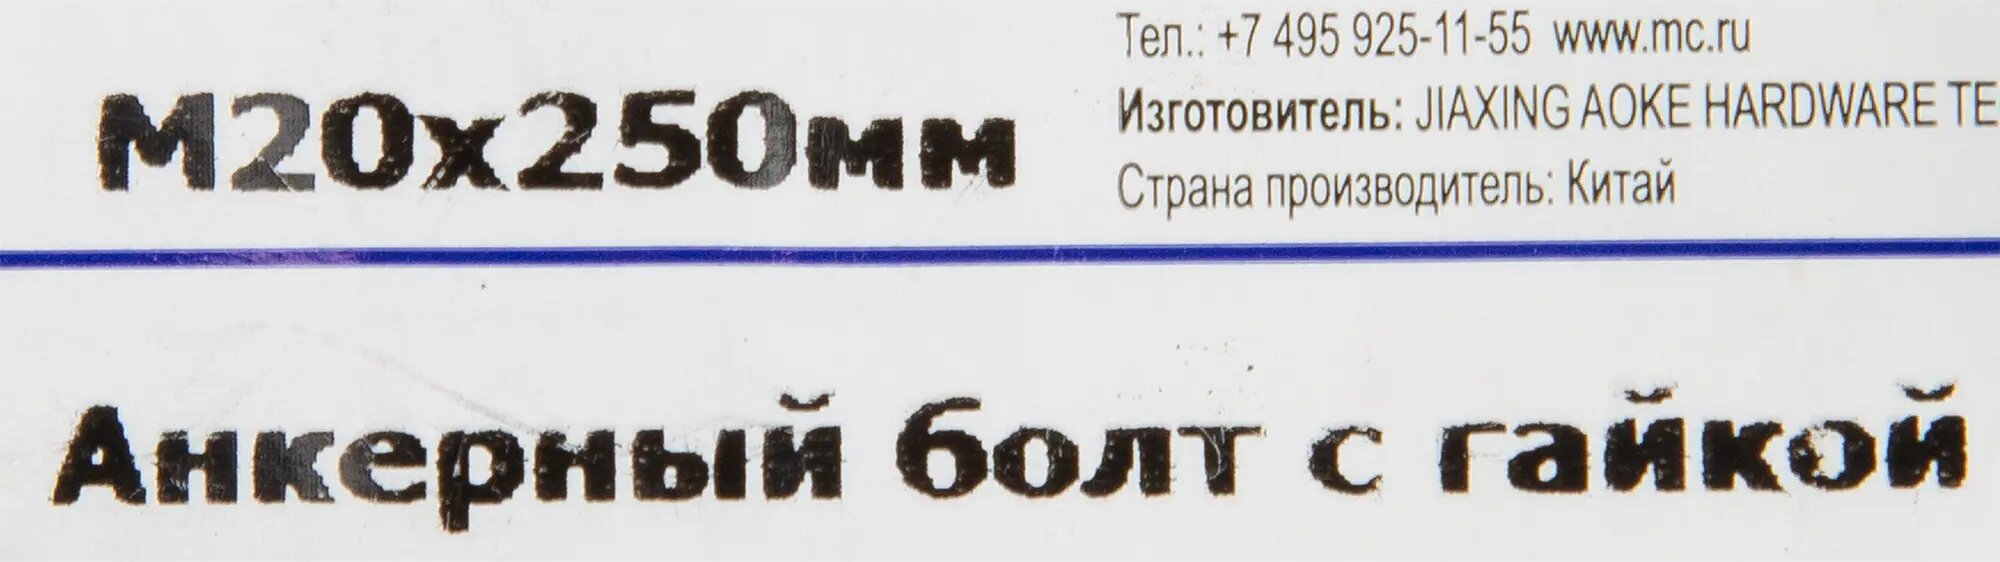 М20х250мм
Тел.: +7 495 925-11-55 www.mc.ru
Изготовитель: JIAXING AOKE HARDWARE TE
Страна производитель: Китай
Анкерный болт с гайкой